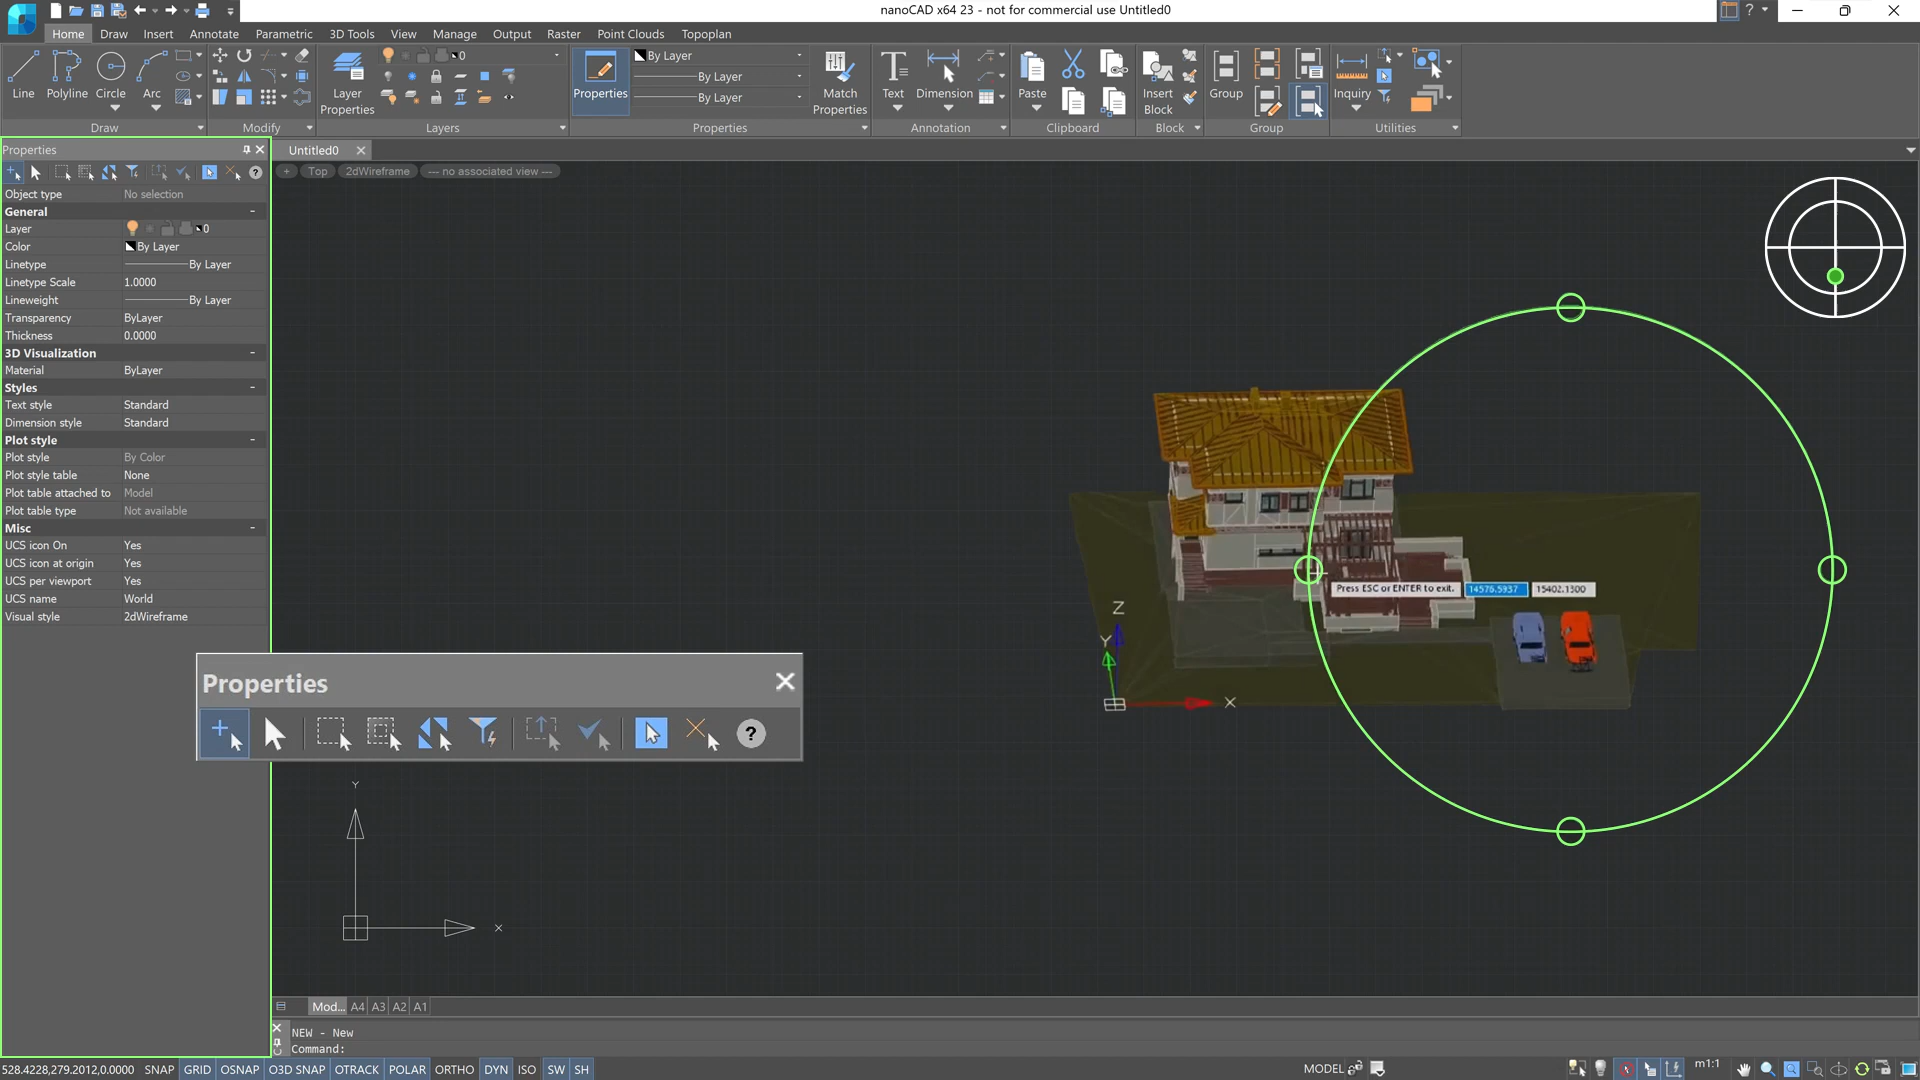 nanoCAD x64 23 - not for commercial use Untitled0
?
Home Draw Insert Annotate Parametric 3D Tools View Manage Output Raster Point Clouds Topoplan
0
By Layer
By Layer
By Layer
Line Polyline Circle Arc
Layer Properties
Properties
Match Properties
Text Dimension
Paste
Insert Block
Group
Inquiry
Draw Modify Layers Properties Annotation Clipboard Block Group Utilities
Properties
Untitled0
+ Top 2dWireframe --- no associated view ---
Object type No selection
General
Layer 0
Color By Layer
Linetype By Layer
Linetype Scale 1.0000
Lineweight By Layer
Transparency ByLayer
Thickness 0.0000
3D Visualization
Material ByLayer
Styles
Text style Standard
Dimension style Standard
Plot style
Plot style By Color
Plot style table None
Plot table attached to Model
Plot table type Not available
Misc
UCS icon On Yes
UCS icon at origin Yes
UCS per viewport Yes
UCS name World
Visual style 2dWireframe
Press ESC or ENTER to exit. 14576.5937 15402.1300
Z
Y
X
Properties
?
Y
X
Mod... A4 A3 A2 A1
NEW - New
Command:
528.4228,279.2012,0.0000 SNAP GRID OSNAP O3D SNAP OTRACK POLAR ORTHO DYN ISO SW SH
MODEL
m1:1